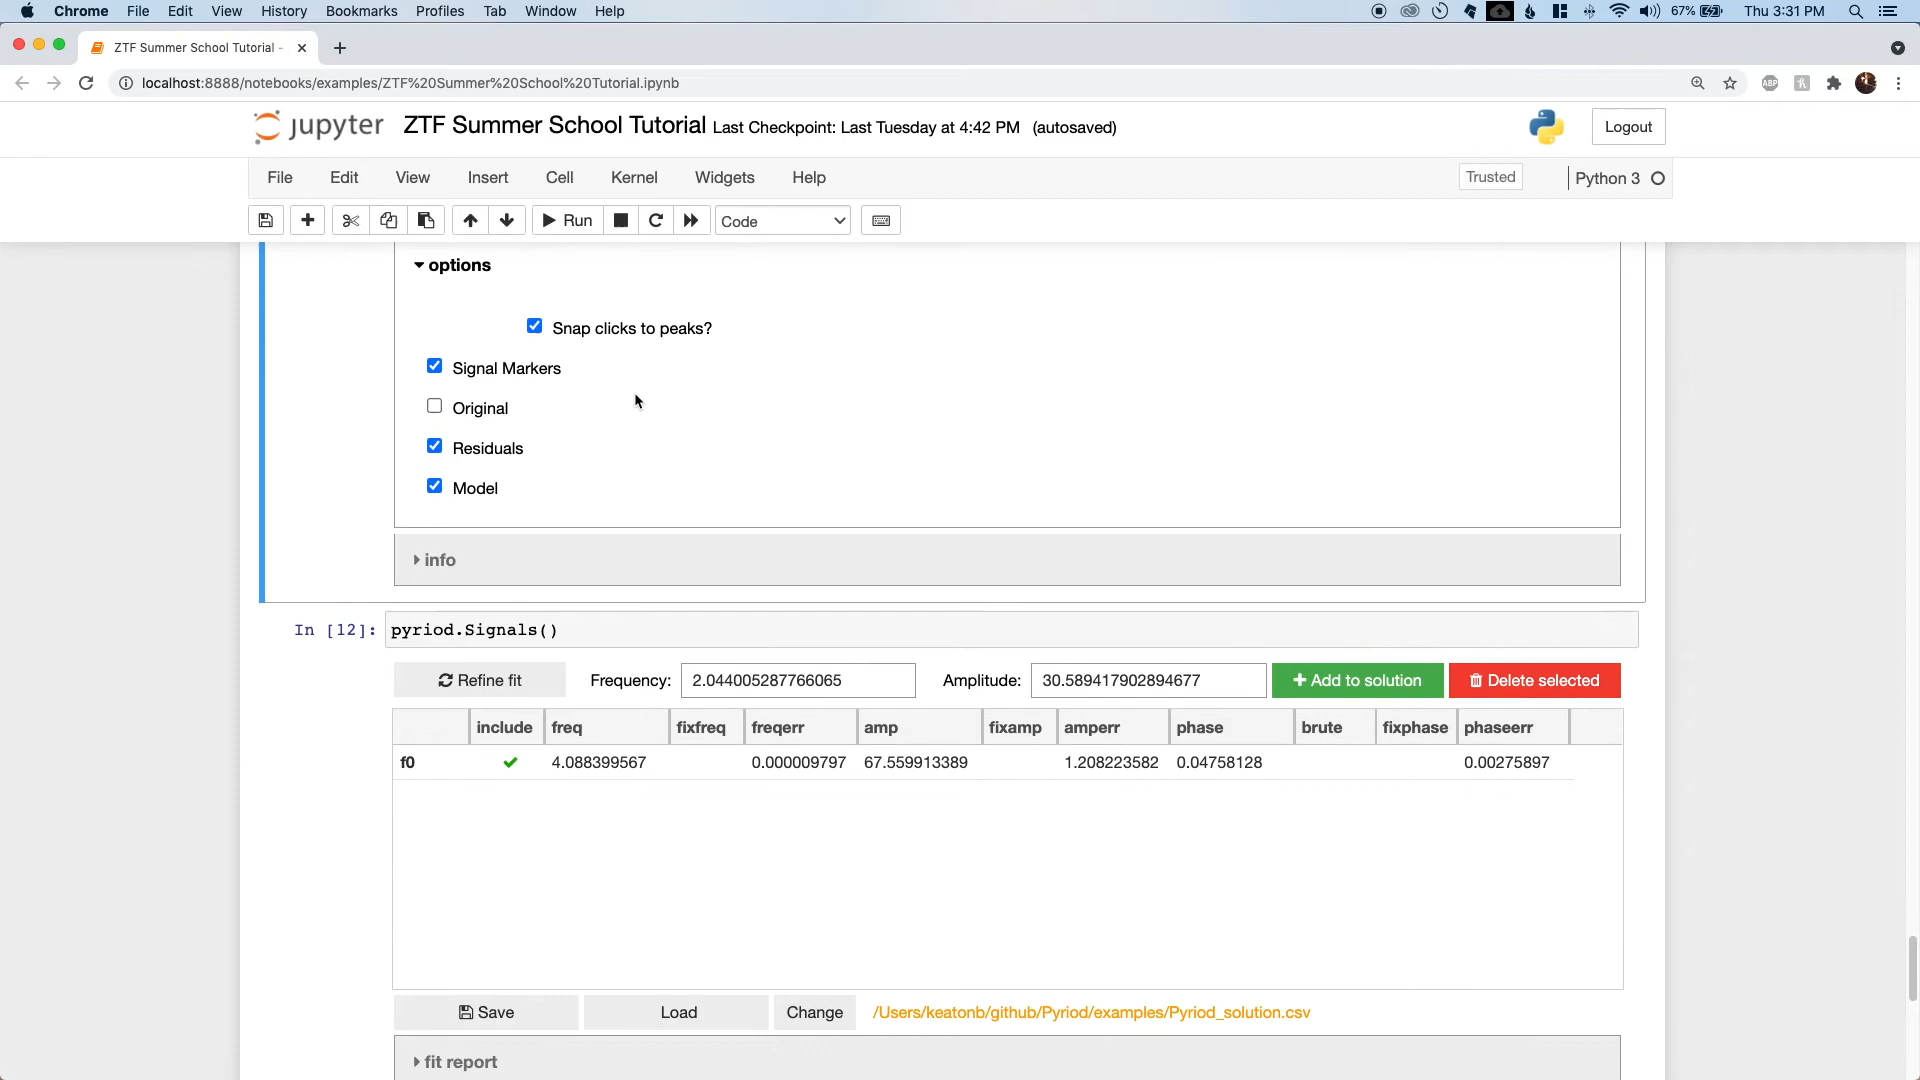 Chrome File Edit View History Bookmarks Profiles Tab Window Help 67% Thu 3:31 PM
ZTF Summer School Tutorial -
localhost:8888/notebooks/examples/ZTF%20Summer%20School%20Tutorial.ipynb ABP
jupyter ZTF Summer School Tutorial Last Checkpoint: Last Tuesday at 4:42 PM (autosaved) Logout
File Edit View Insert Cell Kernel Widgets Help Trusted Python 3
Run Code
options
Snap clicks to peaks?
Signal Markers
Original
Residuals
Model
info
In [12]: pyriod.Signals()
Refine fit Frequency: 2.044005287766065 Amplitude: 30.589417902894677 Add to solution Delete selected
include freq fixfreq freqerr amp fixamp amperr phase brute fixphase phaseerr
f0 4.088399567 0.000009797 67.559913389 1.208223582 0.04758128 0.00275897
Save Load Change /Users/keatonb/github/Pyriod/examples/Pyriod_solution.csv
fit report